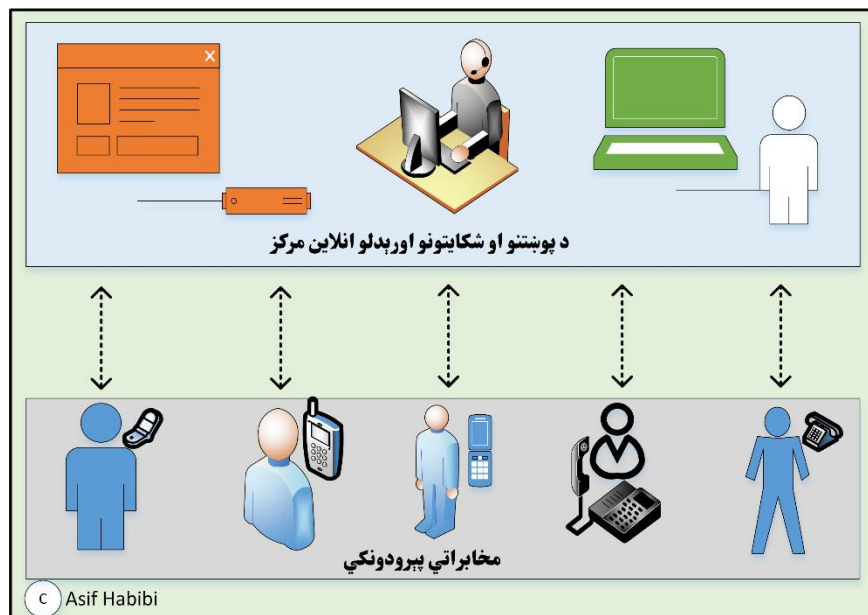 د پوښتنو او شکایتونو اورېدلو انلاین مرکز
مخابراتي پېرودونکي
c Asif Habibi